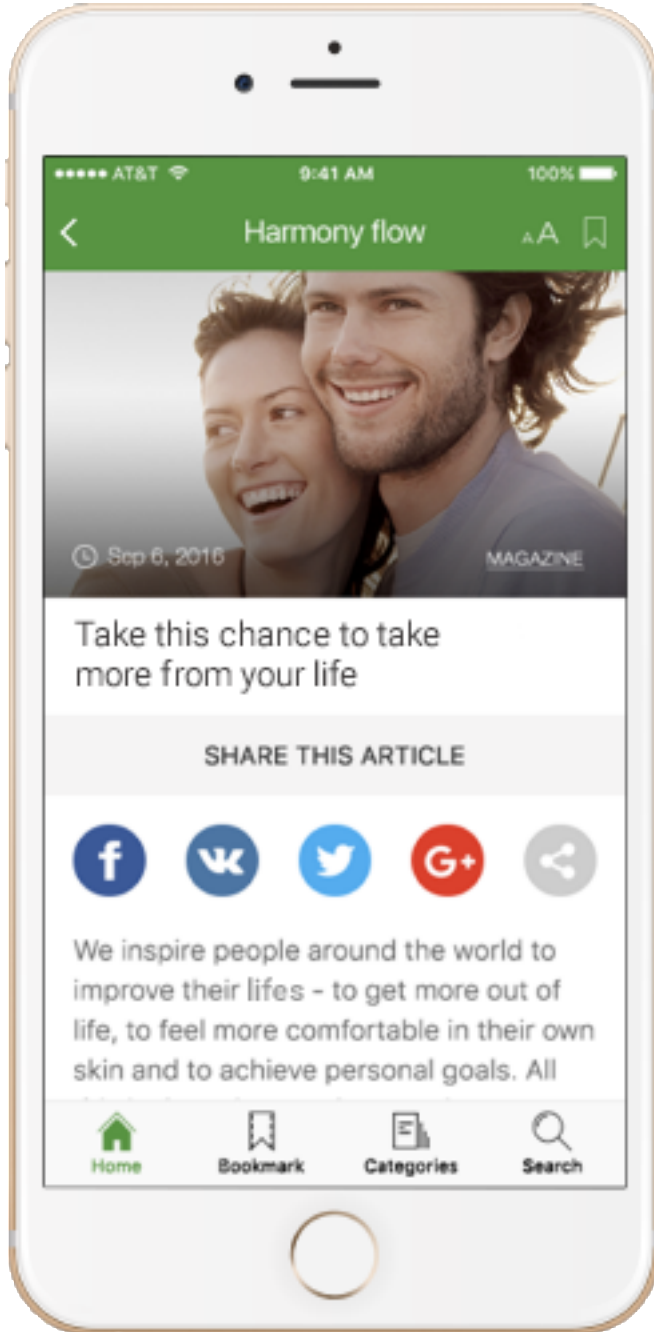 AT&T 9:41 AM 100%
Harmony flow AA
Sep 6, 2016 MAGAZINE
Take this chance to take
more from your life
SHARE THIS ARTICLE
f VK G+
We inspire people around the world to
improve their lifes - to get more out of
life, to feel more comfortable in their own
skin and to achieve personal goals. All
Home Bookmark Categories Search